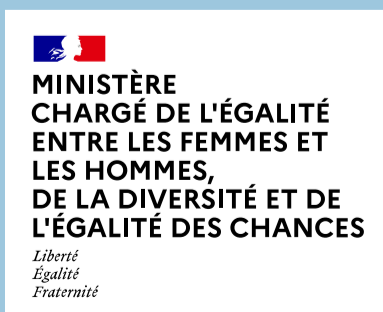 MINISTÈRE
CHARGÉ DE L'ÉGALITÉ
ENTRE LES FEMMES ET
LES HOMMES,
DE LA DIVERSITÉ ET DE
L'ÉGALITÉ DES CHANCES
Liberté
Égalité
Fraternité